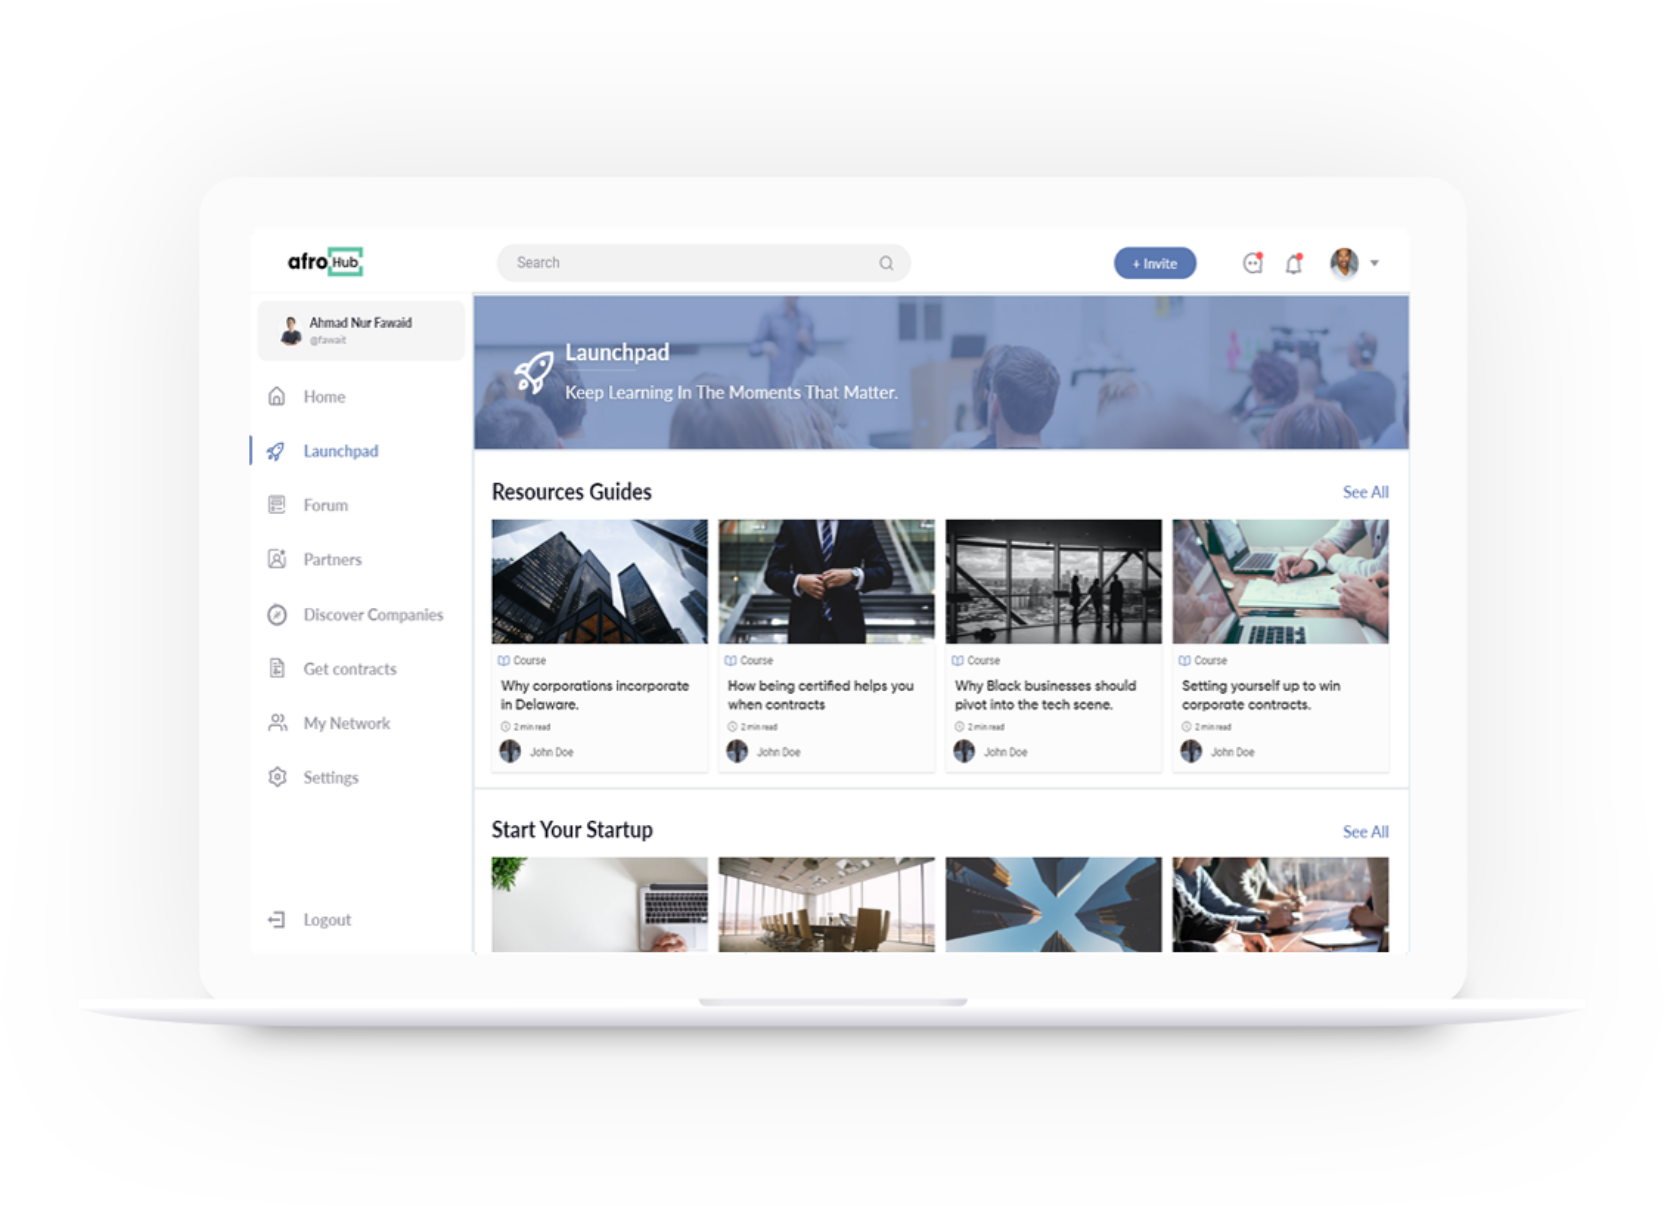 afro Hub
Search
+ Invite
Ahmad Nur Fawaid
@fawait
Home
Launchpad
Forum
Partners
Discover Companies
Get contracts
My Network
Settings
Logout
Launchpad
Keep Learning In The Moments That Matter.
Resources Guides
See All
Course
Why corporations incorporate
in Delaware.
2 min read
John Doe
Course
How being certified helps you
when contracts
2 min read
John Doe
Course
Why Black businesses should
pivot into the tech scene.
2 min read
John Doe
Course
Setting yourself up to win
corporate contracts.
2 min read
John Doe
Start Your Startup
See All